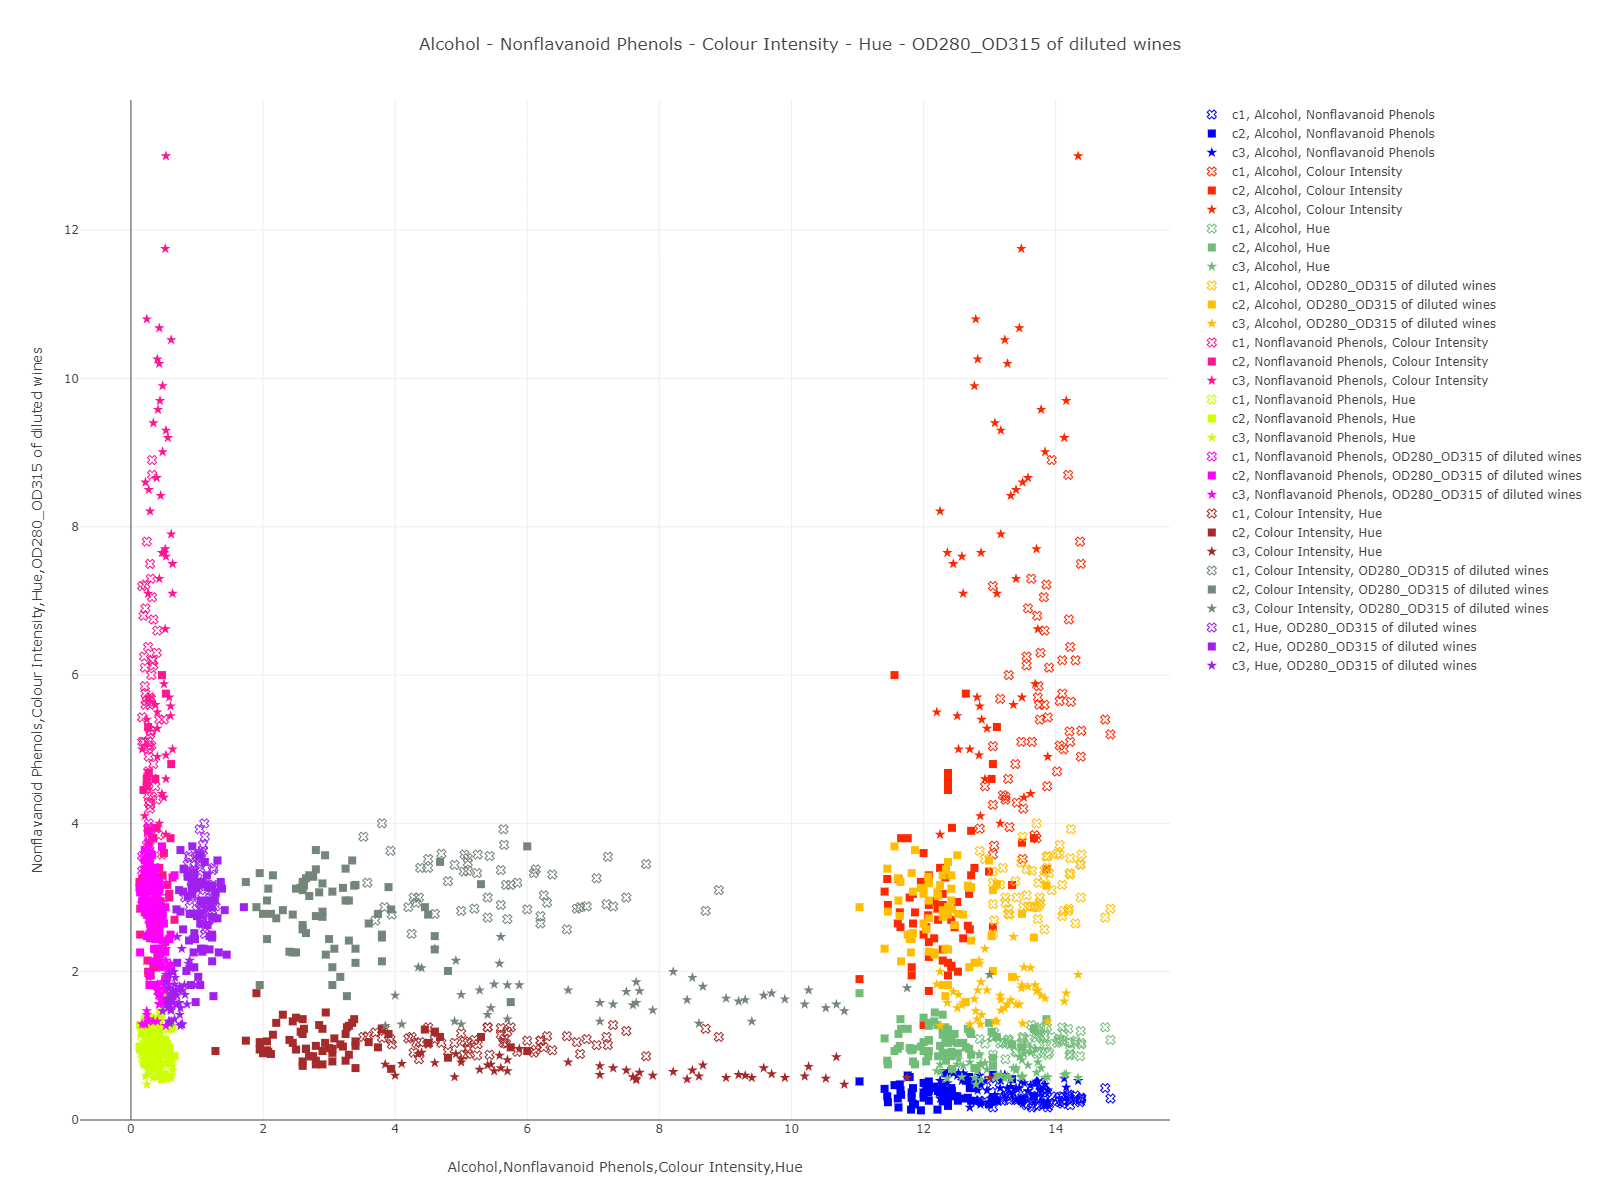 Alcohol - Nonflavanoid Phenols - Colour Intensity - Hue - OD280_OD315 of diluted wines
c1, Alcohol, Nonflavanoid Phenols
c2, Alcohol, Nonflavanoid Phenols
c3, Alcohol, Nonflavanoid Phenols
c1, Alcohol, Colour Intensity
c2, Alcohol, Colour Intensity
c3, Alcohol, Colour Intensity
c1, Alcohol, Hue
c2, Alcohol, Hue
c3, Alcohol, Hue
c1, Alcohol, OD280_OD315 of diluted wines
c2, Alcohol, OD280_OD315 of diluted wines
c3, Alcohol, OD280_OD315 of diluted wines
c1, Nonflavanoid Phenols, Colour Intensity
c2, Nonflavanoid Phenols, Colour Intensity
c3, Nonflavanoid Phenols, Colour Intensity
c1, Nonflavanoid Phenols, Hue
c2, Nonflavanoid Phenols, Hue
c3, Nonflavanoid Phenols, Hue
c1, Nonflavanoid Phenols, OD280_OD315 of diluted wines
c2, Nonflavanoid Phenols, OD280_OD315 of diluted wines
c3, Nonflavanoid Phenols, OD280_OD315 of diluted wines
c1, Colour Intensity, Hue
c2, Colour Intensity, Hue
c3, Colour Intensity, Hue
c1, Colour Intensity, OD280_OD315 of diluted wines
c2, Colour Intensity, OD280_OD315 of diluted wines
c3, Colour Intensity, OD280_OD315 of diluted wines
c1, Hue, OD280_OD315 of diluted wines
c2, Hue, OD280_OD315 of diluted wines
c3, Hue, OD280_OD315 of diluted wines
Nonflavanoid Phenols,Colour Intensity,Hue,OD280_OD315 of diluted wines
12
10
8
6
4
2
0
0 2 4 6 8 10 12 14
Alcohol,Nonflavanoid Phenols,Colour Intensity,Hue